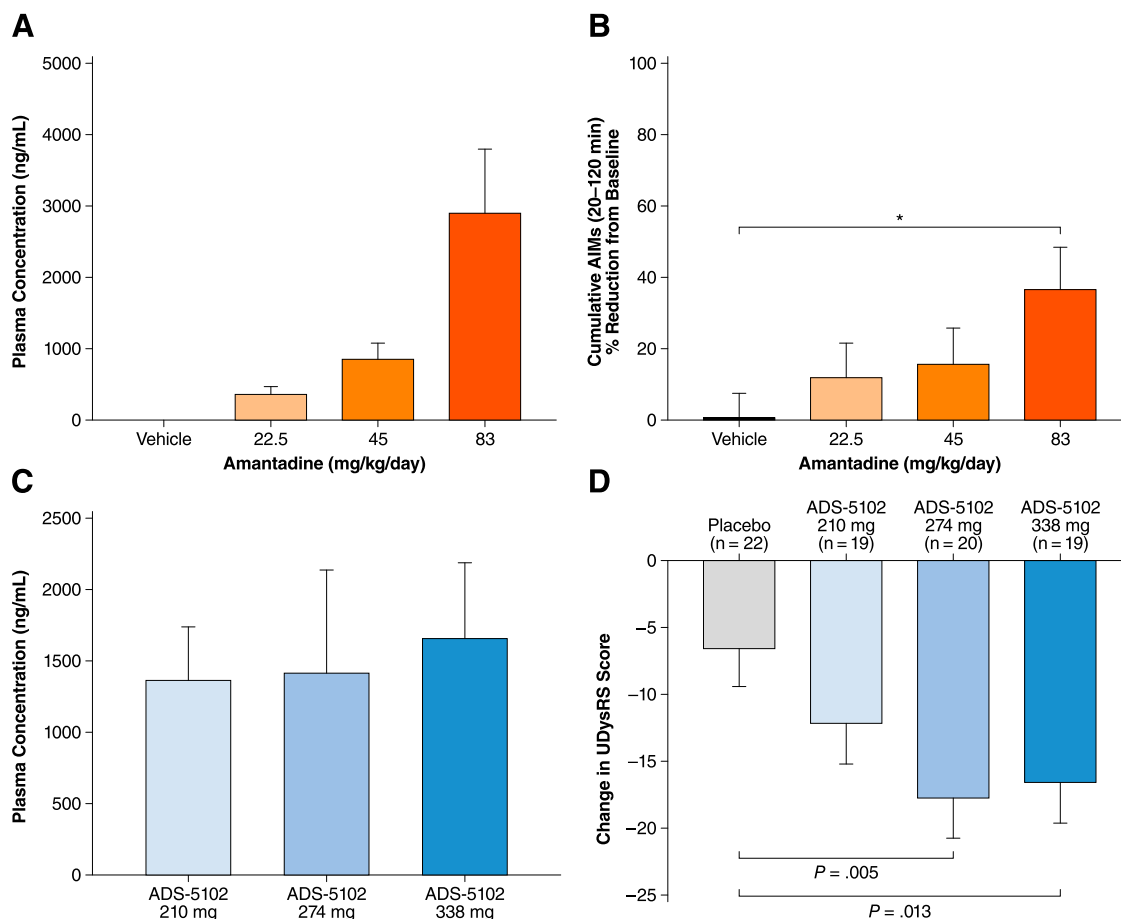 A
Plasma Concentration (ng/mL)
5000
4000
3000
2000
1000
0
Vehicle
22.5
45
83
Amantadine (mg/kg/day)
B
Cumulative AIMs (20–120 min)
% Reduction from Baseline
100
80
60
40
20
0
*
Vehicle
22.5
45
83
Amantadine (mg/kg/day)
C
Plasma Concentration (ng/mL)
2500
2000
1500
1000
500
0
ADS-5102
210 mg
ADS-5102
274 mg
ADS-5102
338 mg
D
Change in UDysRS Score
Placebo
(n = 22)
ADS-5102
210 mg
(n = 19)
ADS-5102
274 mg
(n = 20)
ADS-5102
338 mg
(n = 19)
0
−5
−10
−15
−20
−25
P = .005
P = .013